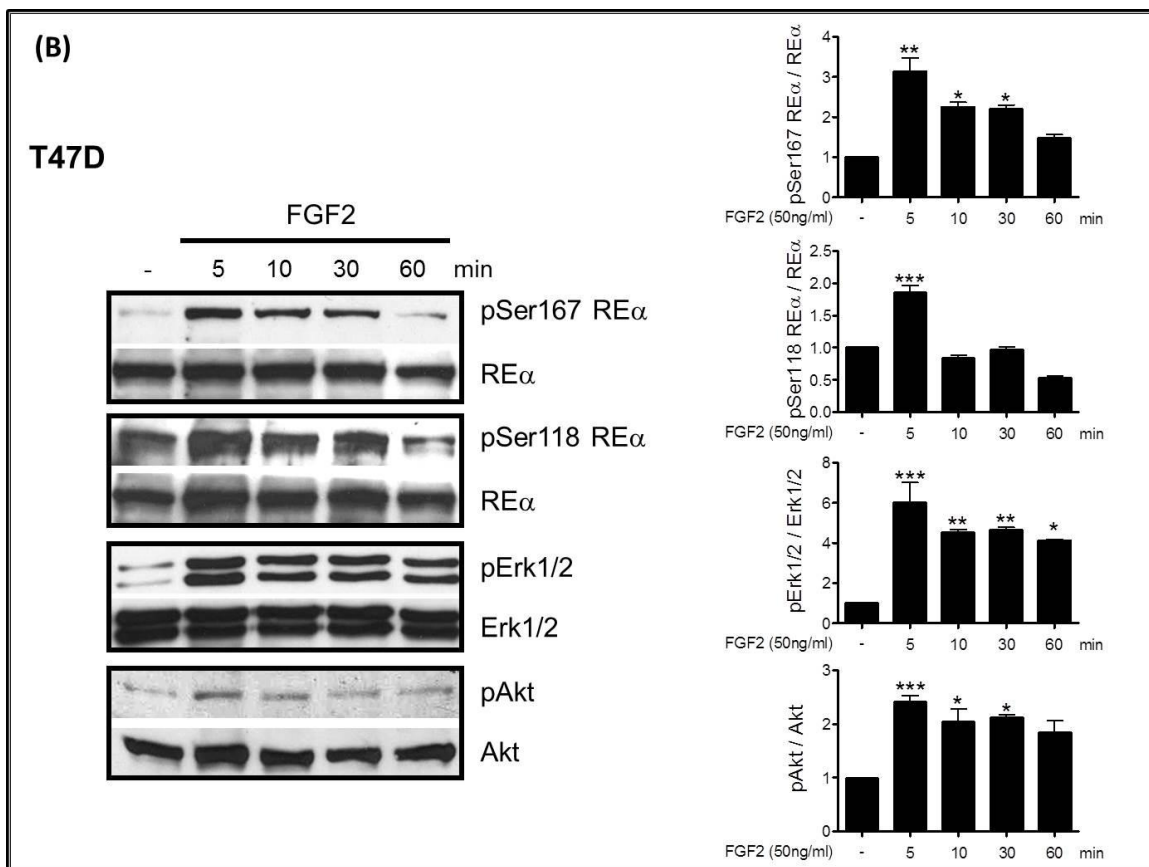 (B)
T47D
FGF2
- 5 10 30 60 min
pSer167 REα
REα
pSer118 REα
REα
pErk1/2
Erk1/2
pAkt
Akt
pSer167 REα / REα
4
3
2
1
0
** * *
FGF2 (50ng/ml) - 5 10 30 60 min
pSer118 REα / REα
2.5
2.0
1.5
1.0
0.5
0.0
***
FGF2 (50ng/ml) - 5 10 30 60 min
pErk1/2 / Erk1/2
8
6
4
2
0
*** ** ** *
FGF2 (50ng/ml) - 5 10 30 60 min
pAkt / Akt
3
2
1
0
*** * *
FGF2 (50ng/ml) - 5 10 30 60 min